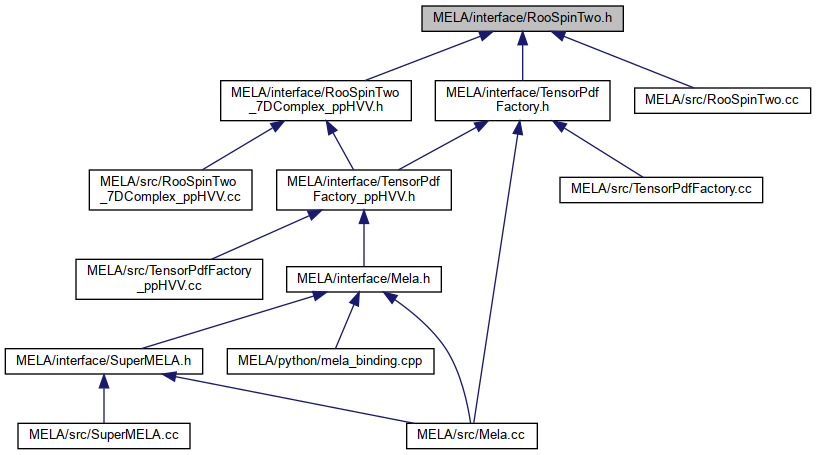 MELA/interface/RooSpinTwo.h
MELA/interface/RooSpinTwo
_7DComplex_ppHVV.h
MELA/interface/TensorPdf
Factory.h
MELA/src/RooSpinTwo.cc
MELA/src/RooSpinTwo
_7DComplex_ppHVV.cc
MELA/interface/TensorPdf
Factory_ppHVV.h
MELA/src/TensorPdfFactory.cc
MELA/src/TensorPdfFactory
_ppHVV.cc
MELA/interface/Mela.h
MELA/interface/SuperMELA.h
MELA/python/mela_binding.cpp
MELA/src/SuperMELA.cc
MELA/src/Mela.cc